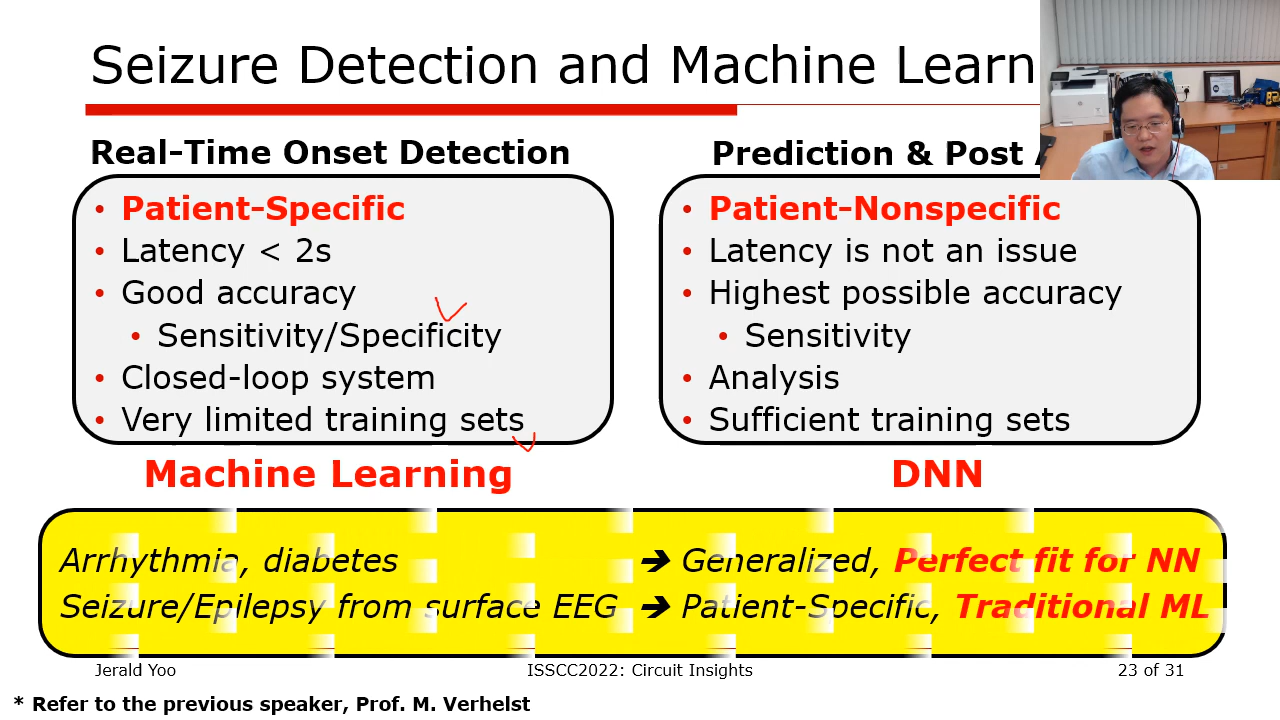 Seizure Detection and Machine Learn
Real-Time Onset Detection
• Patient-Specific
• Latency < 2s
• Good accuracy
• Sensitivity/Specificity
• Closed-loop system
• Very limited training sets
Machine Learning
Prediction & Post
• Patient-Nonspecific
• Latency is not an issue
• Highest possible accuracy
• Sensitivity
• Analysis
• Sufficient training sets
DNN
Arrhythmia, diabetes ➔ Generalized, Perfect fit for NN
Seizure/Epilepsy from surface EEG ➔ Patient-Specific, Traditional ML
Jerald Yoo ISSCC2022: Circuit Insights 23 of 31
* Refer to the previous speaker, Prof. M. Verhelst